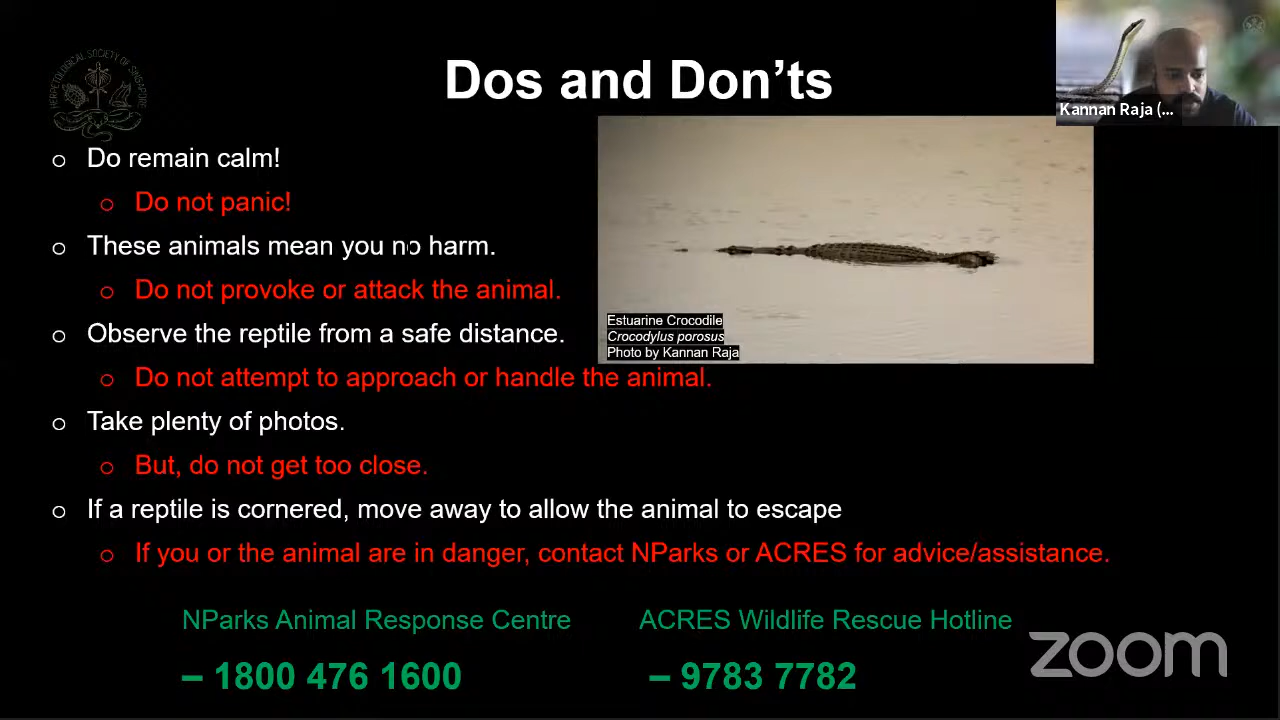 HERPETOLOGICAL SOCIETY OF SINGAPORE
Dos and Don'ts
Kannan Raja (...
Do remain calm!
Do not panic!
These animals mean you no harm.
Do not provoke or attack the animal.
Observe the reptile from a safe distance.
Do not attempt to approach or handle the animal.
Take plenty of photos.
But, do not get too close.
If a reptile is cornered, move away to allow the animal to escape
If you or the animal are in danger, contact NParks or ACRES for advice/assistance.
Estuarine Crocodile
Crocodylus porosus
Photo by Kannan Raja
NParks Animal Response Centre
– 1800 476 1600
ACRES Wildlife Rescue Hotline
– 9783 7782
zoom